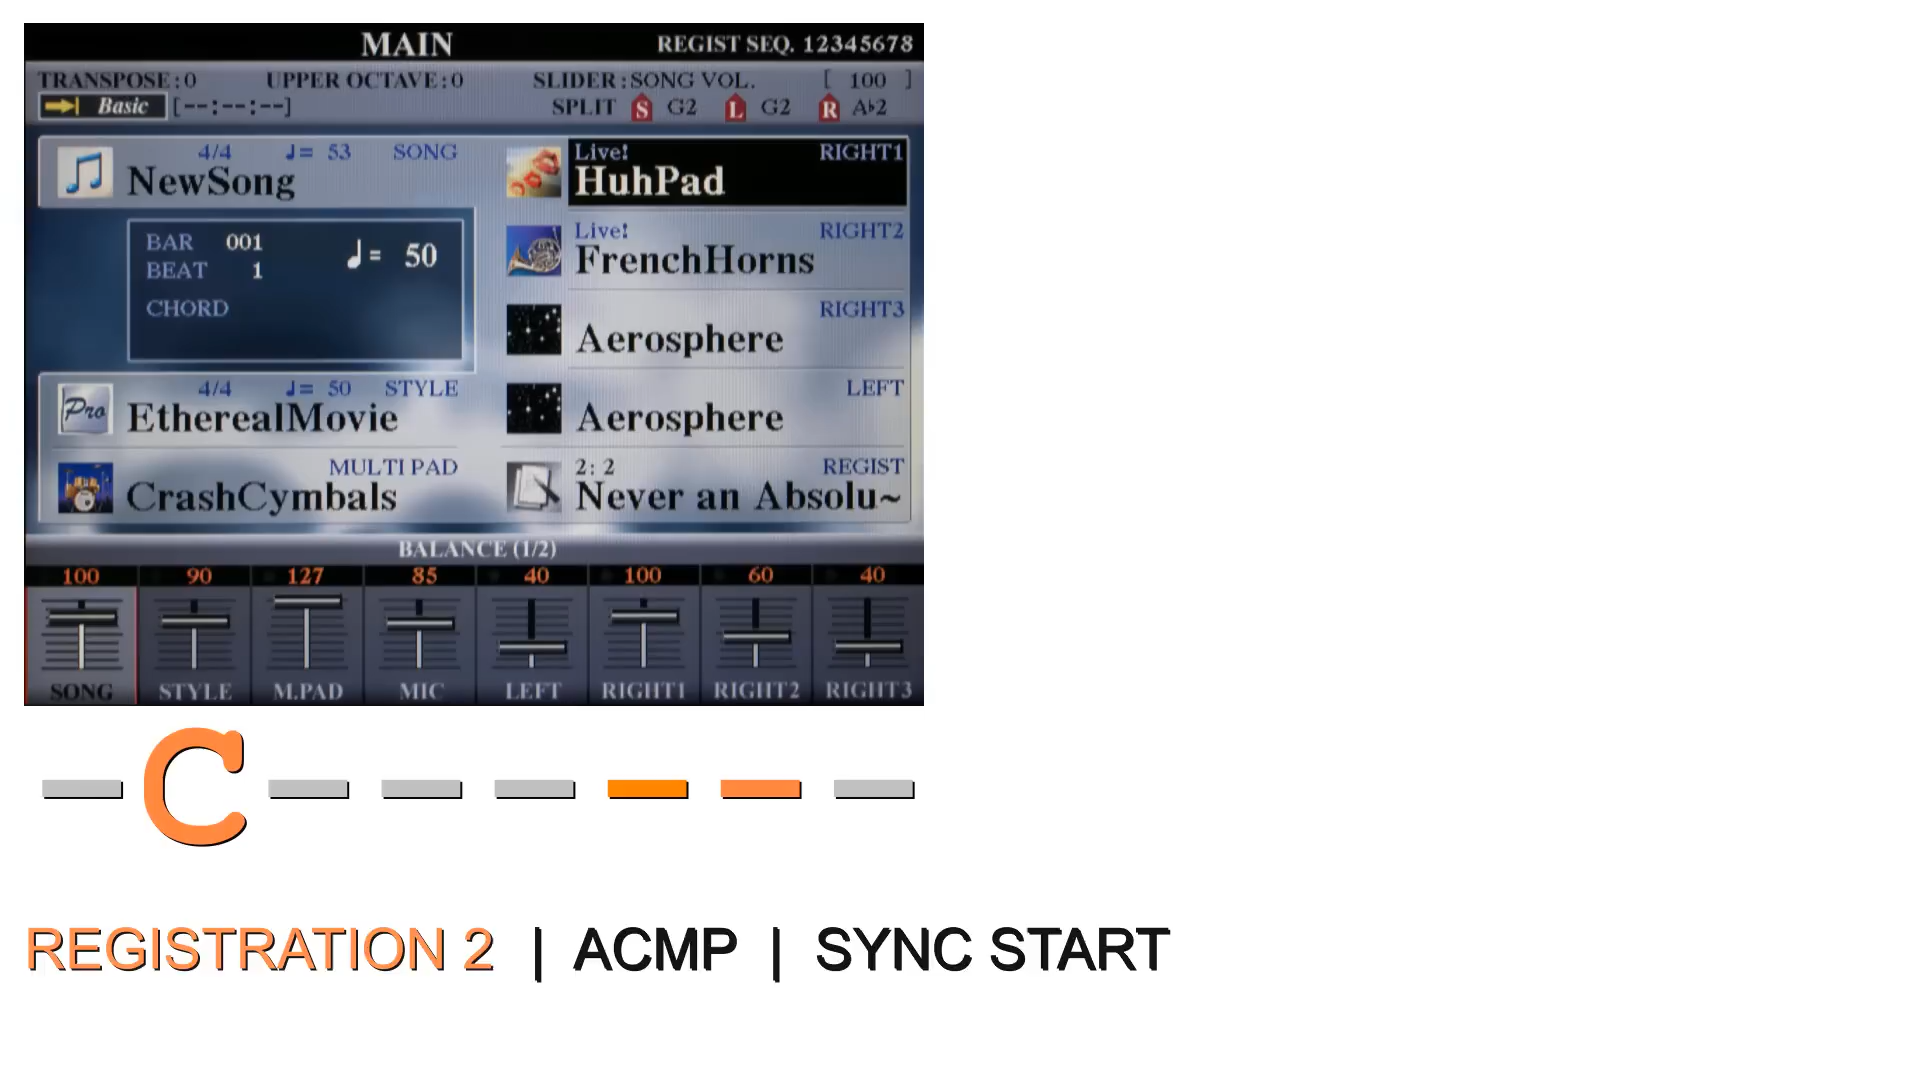 MAIN REGIST SEQ. 12345678
TRANSPOSE:0 UPPER OCTAVE:0 SLIDER:SONG VOL. [ 100 ]
Basic [--:--:--] SPLIT S G2 L G2 R A♭2
4/4 ♩= 53 SONG
NewSong
Live! RIGHT1
HuhPad
BAR 001 ♩= 50
BEAT 1
CHORD
Live! RIGHT2
FrenchHorns
RIGHT3
Aerosphere
4/4 ♩= 50 STYLE
Pro EtherealMovie
LEFT
Aerosphere
MULTI PAD
CrashCymbals
2: 2 REGIST
Never an Absolu~
BALANCE (1/2)
100 90 127 85 40 100 60 40
SONG STYLE M.PAD MIC LEFT RIGHT1 RIGHT2 RIGHT3
C
REGISTRATION 2 | ACMP | SYNC START